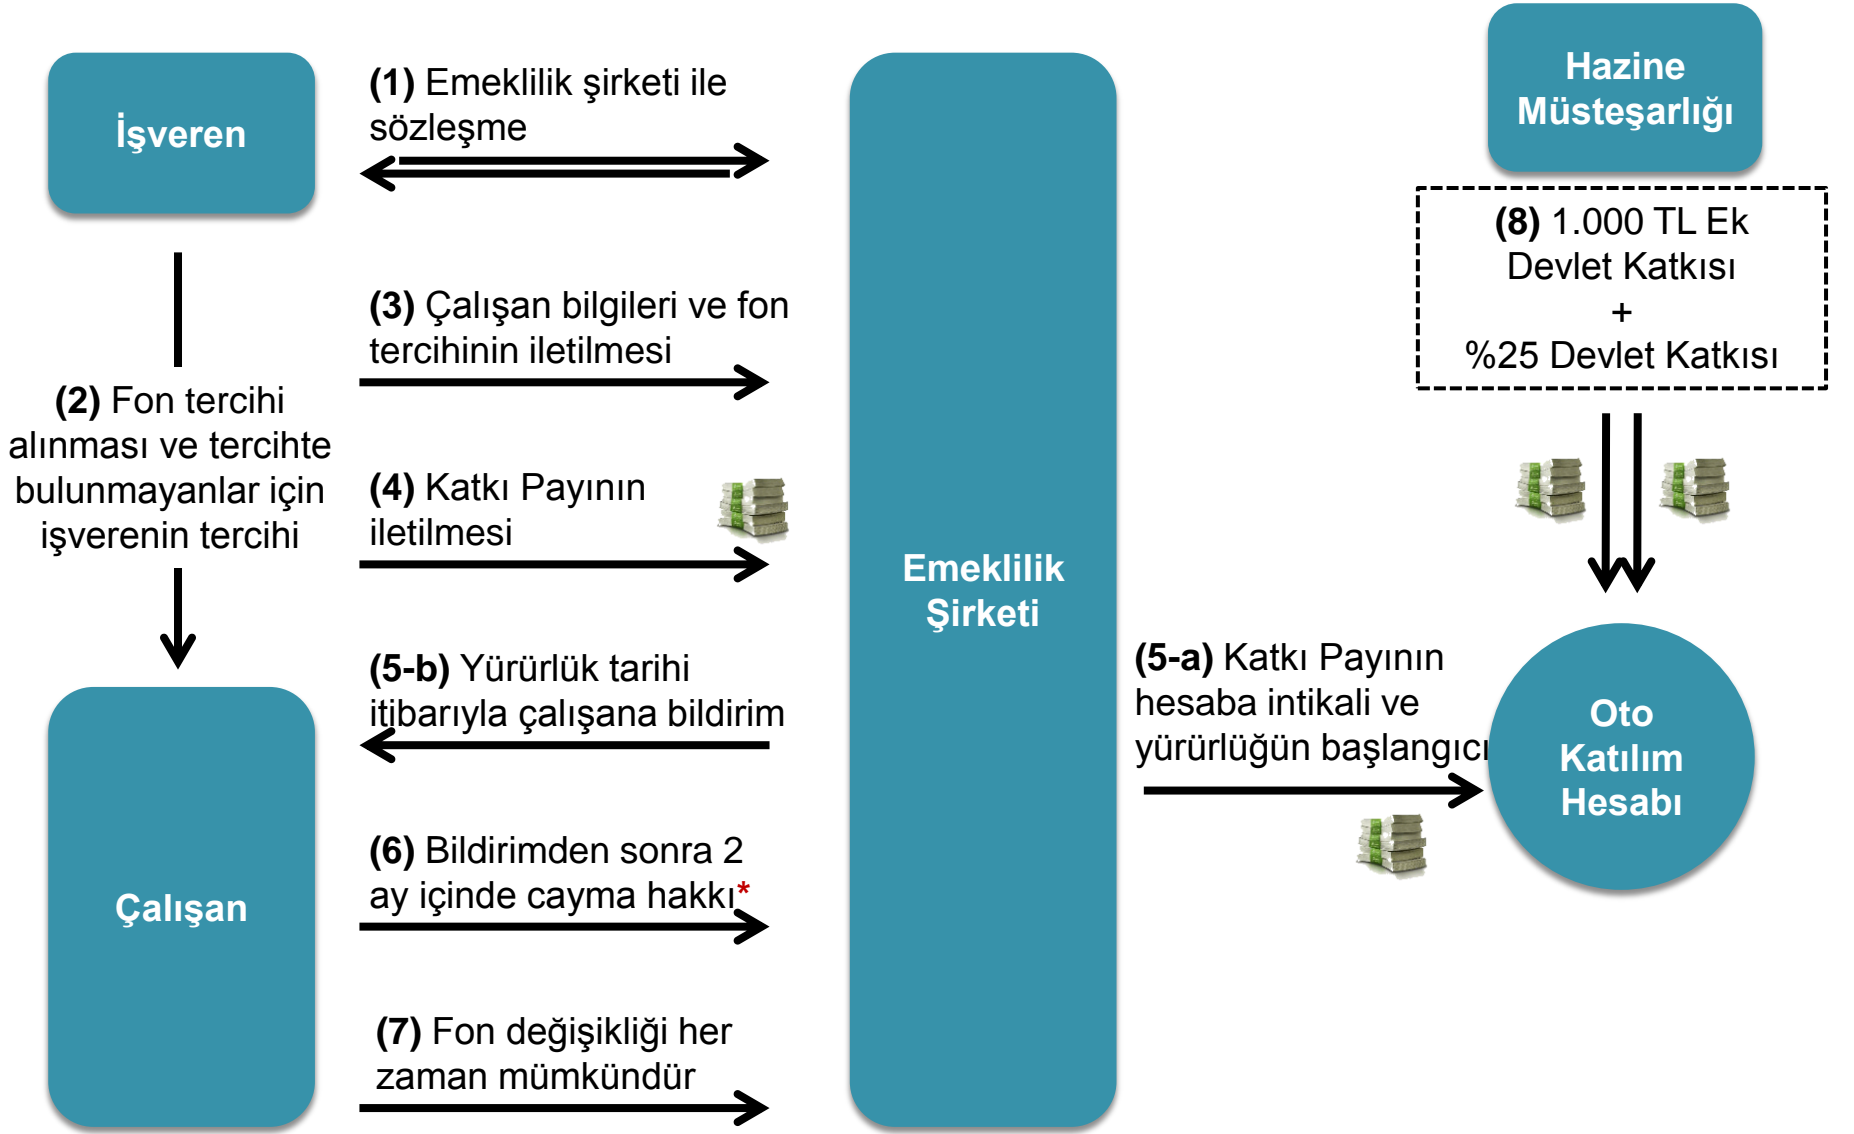 İşveren
(1) Emeklilik şirketi ile
sözleşme
(2) Fon tercihi
alınması ve tercihte
bulunmayanlar için
işverenin tercihi
(3) Çalışan bilgileri ve fon
tercihinin iletilmesi
(4) Katkı Payının
iletilmesi
(5-b) Yürürlük tarihi
itibarıyla çalışana bildirim
(6) Bildirimden sonra 2
ay içinde cayma hakkı*
(7) Fon değişikliği her
zaman mümkündür
Çalışan
Emeklilik
Şirketi
(5-a) Katkı Payının
hesaba intikali ve
yürürlüğün başlangıcı
Hazine
Müsteşarlığı
(8) 1.000 TL Ek
Devlet Katkısı
+
%25 Devlet Katkısı
Oto
Katılım
Hesabı